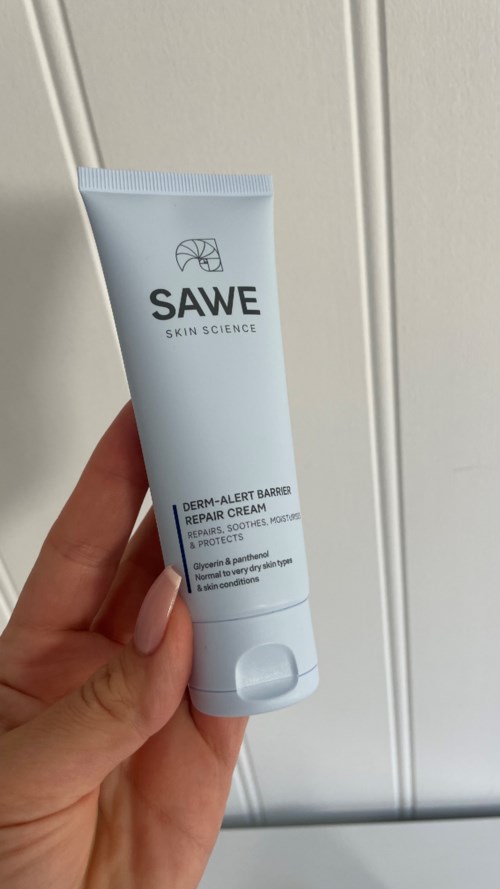 SAWE
SKIN SCIENCE
DERM-ALERT BARRIER
REPAIR CREAM
REPAIRS, SOOTHES,
& PROTECTS
Glycerin & panthenol
Normal to very dry skin types
& skin conditions